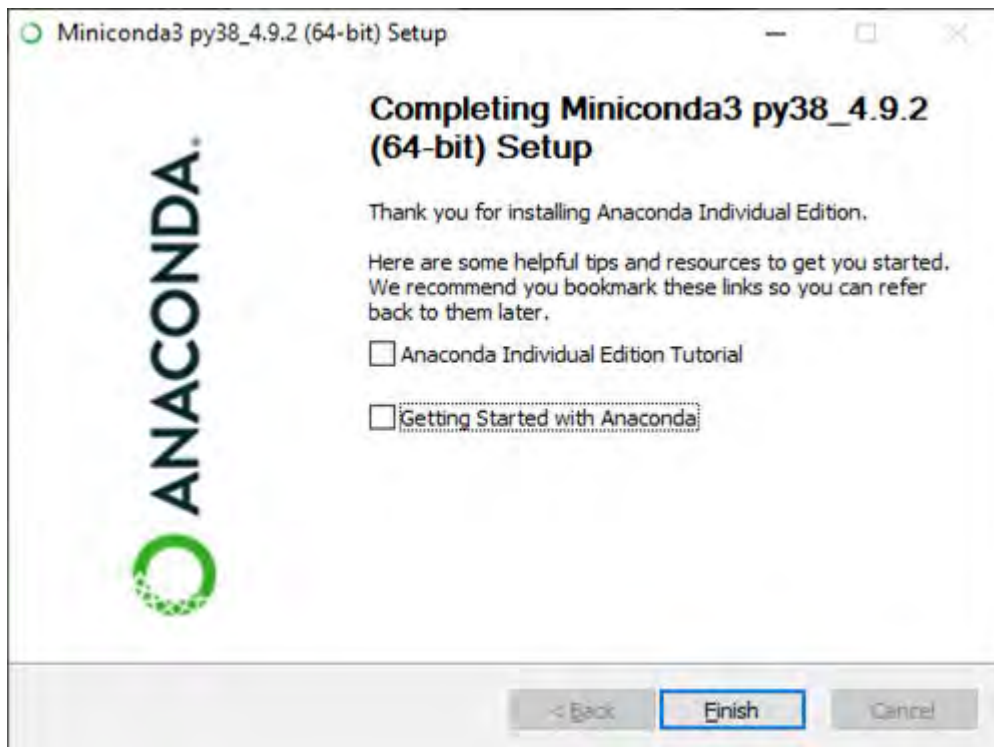 Miniconda3 py38_4.9.2 (64-bit) Setup
Completing Miniconda3 py38_4.9.2
(64-bit) Setup
Thank you for installing Anaconda Individual Edition.
Here are some helpful tips and resources to get you started.
We recommend you bookmark these links so you can refer
back to them later.
Anaconda Individual Edition Tutorial
Getting Started with Anaconda
ANACONDA.
< Back
Finish
Cancel